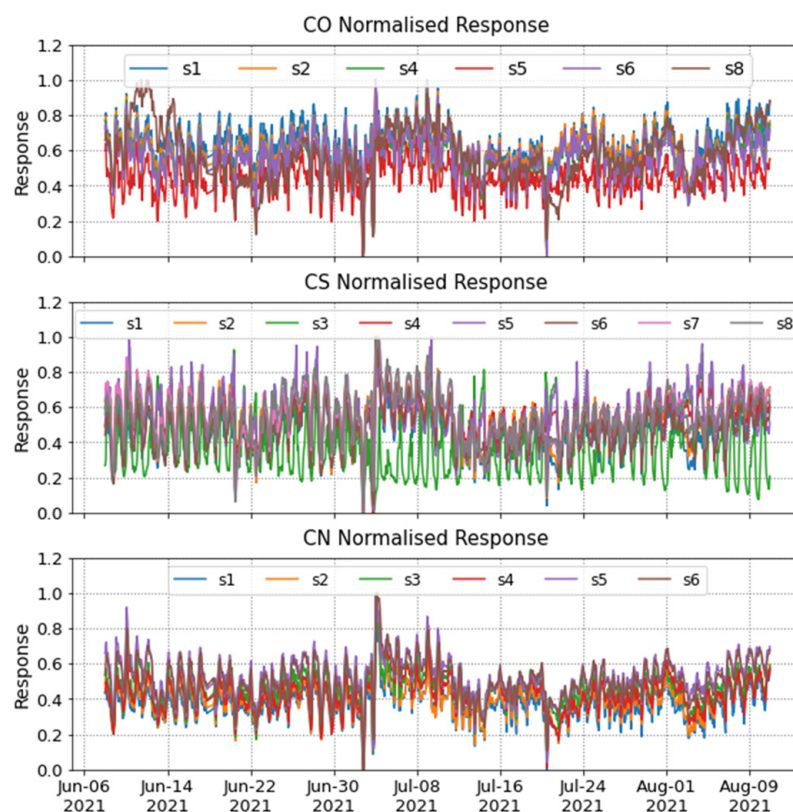 CO Normalised Response
1.2
s1 s2 s4 s5 s6 s8
1.0
0.8
0.6
0.4
0.2
0.0
Response
CS Normalised Response
1.2
s1 s2 s3 s4 s5 s6 s7 s8
1.0
0.8
0.6
0.4
0.2
0.0
Response
CN Normalised Response
1.2
s1 s2 s3 s4 s5 s6
1.0
0.8
0.6
0.4
0.2
0.0
Response
Jun-06 Jun-14 Jun-22 Jun-30 Jul-08 Jul-16 Jul-24 Aug-01 Aug-09
2021 2021 2021 2021 2021 2021 2021 2021 2021